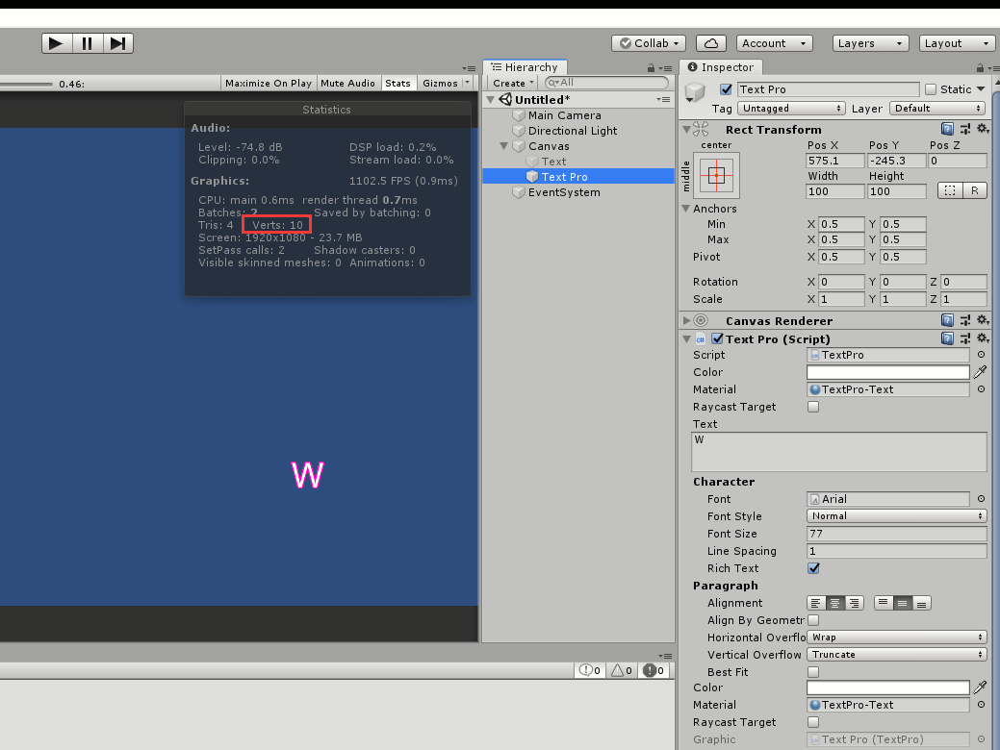 Collab
Account
Layers
Layout
0.46:
Maximize On Play
Mute Audio
Stats
Gizmos
Statistics
Audio:
Level: -74.8 dB
DSP load: 0.2%
Clipping: 0.0%
Stream load: 0.0%
Graphics:
1102.5 FPS (0.9ms)
CPU: main 0.6ms render thread 0.7ms
Batches: 2
Saved by batching: 0
Tris: 4
Verts: 10
Screen: 1920x1080 - 23.7 MB
SetPass calls: 2
Shadow casters: 0
Visible skinned meshes: 0 Animations: 0
W
0
0
0
Hierarchy
Create
All
Untitled*
Main Camera
Directional Light
Canvas
Text
Text Pro
EventSystem
Inspector
Text Pro
Static
Tag Untagged
Layer Default
Rect Transform
center
middle
Pos X Pos Y Pos Z
575.1 -245.3 0
Width Height
100 100
R
Anchors
Min X 0.5 Y 0.5
Max X 0.5 Y 0.5
Pivot X 0.5 Y 0.5
Rotation X 0 Y 0 Z 0
Scale X 1 Y 1 Z 1
Canvas Renderer
c# Text Pro (Script)
Script TextPro
Color
Material TextPro-Text
Raycast Target
Text
W
Character
Font Arial
Font Style Normal
Font Size 77
Line Spacing 1
Rich Text
Paragraph
Alignment
Align By Geometr
Horizontal Overflo Wrap
Vertical Overflow Truncate
Best Fit
Color
Material TextPro-Text
Raycast Target
Graphic Text Pro (TextPro)